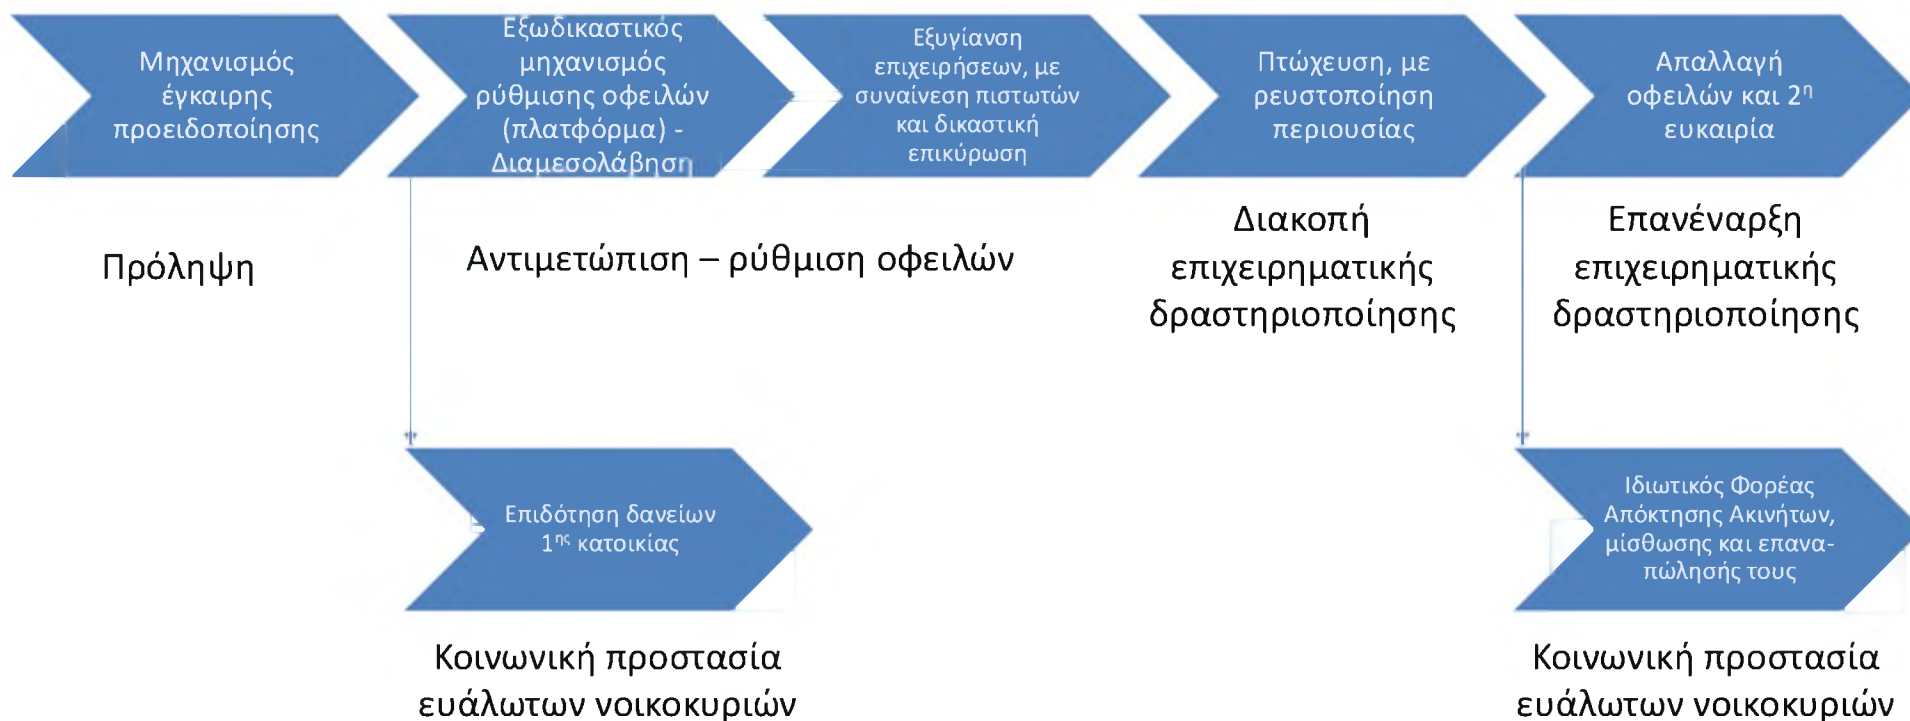 Μηχανισμός
έγκαιρης
προειδοποίησης
Εξωδικαστικός
μηχανισμός
ρύθμισης οφειλών
(πλατφόρμα) -
Διαμεσολάβηση
Εξυγίανση
επιχειρήσεων, με
συναίνεση πιστωτών
και δικαστική
επικύρωση
Πτώχευση, με
ρευστοποίηση
περιουσίας
Απαλλαγή
οφειλών και 2η
ευκαιρία
Πρόληψη
Αντιμετώπιση – ρύθμιση οφειλών
Διακοπή
επιχειρηματικής
δραστηριοποίησης
Επανέναρξη
επιχειρηματικής
δραστηριοποίησης
Επιδότηση δανείων
1ης κατοικίας
Ιδιωτικός Φορέας
Απόκτησης Ακινήτων,
μίσθωσης και επανα-
πώλησής τους
Κοινωνική προστασία
ευάλωτων νοικοκυριών
Κοινωνική προστασία
ευάλωτων νοικοκυριών